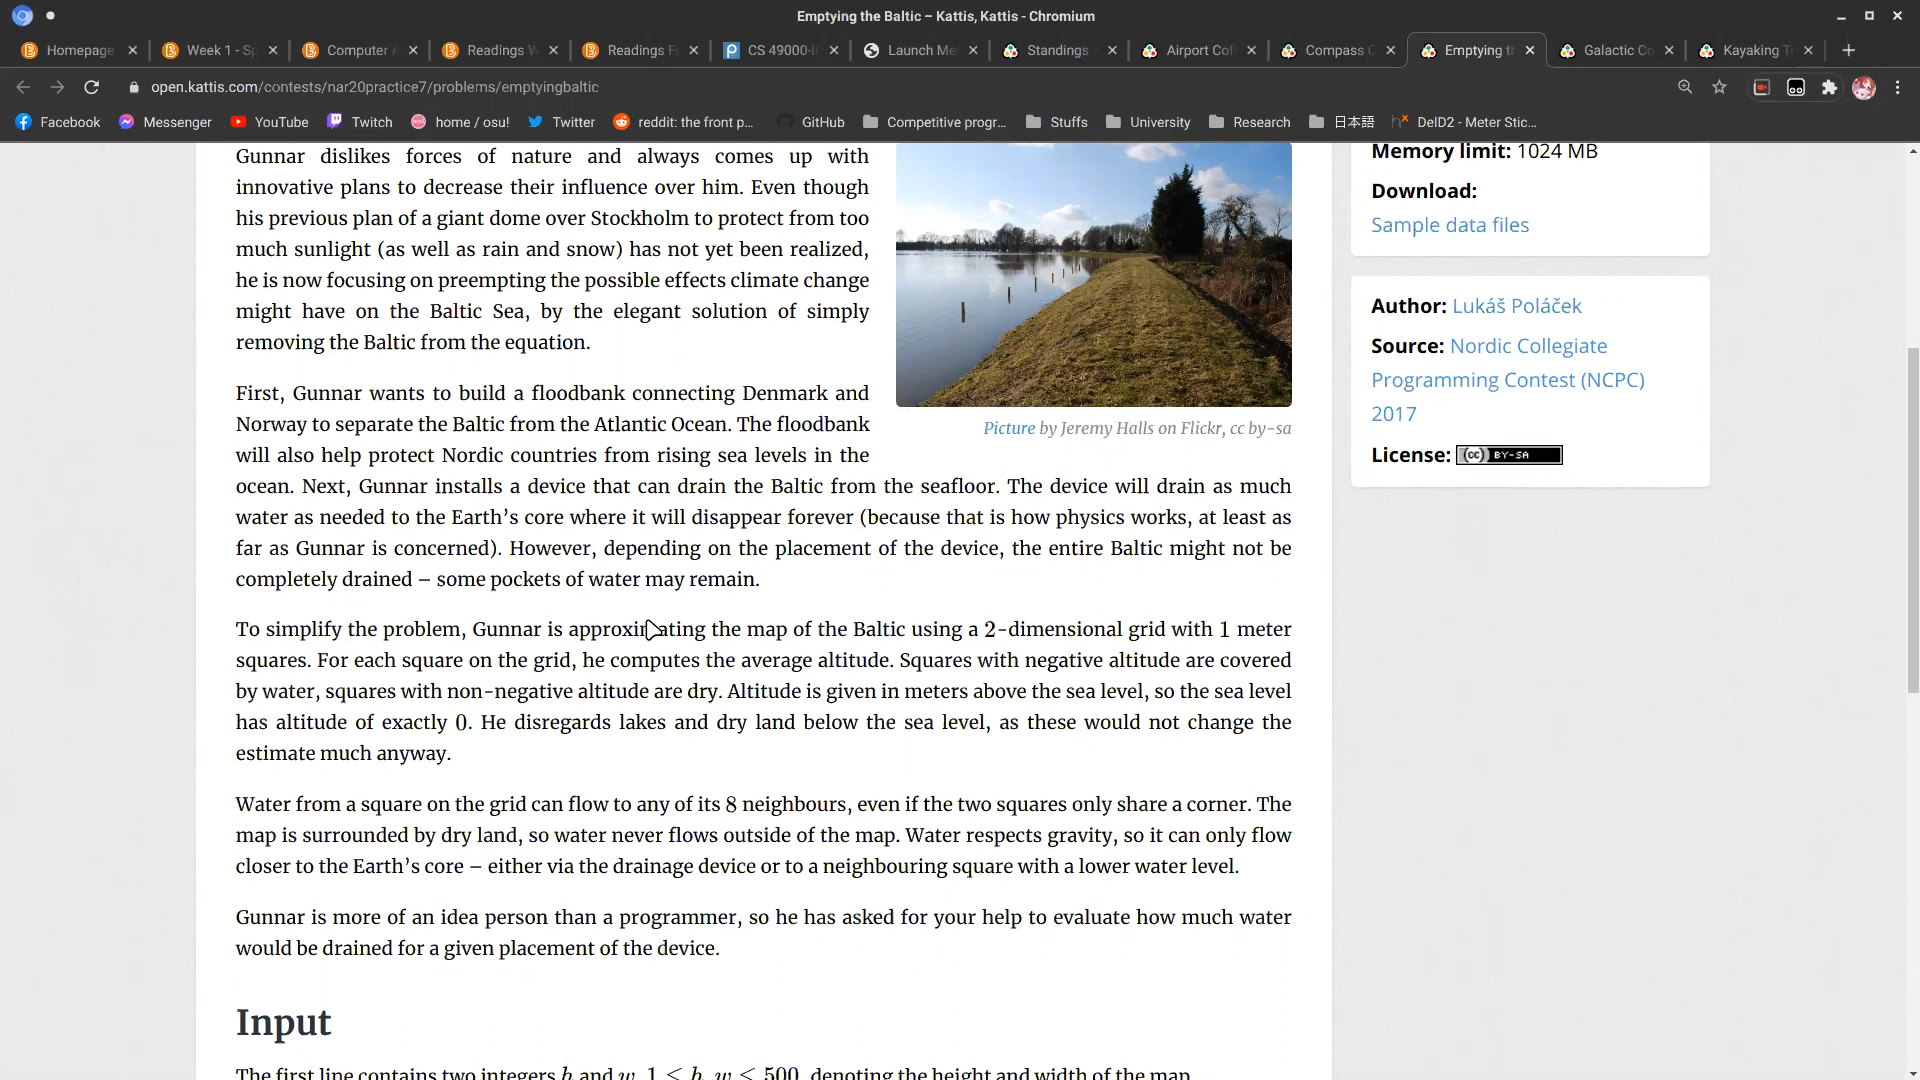 Emptying the Baltic – Kattis, Kattis - Chromium
Homepage
Week 1 - Sp
Computer A
Readings W
Readings F
CS 49000-I
Launch Me
Standings -
Airport Cof
Compass C
Emptying th
Galactic Co
Kayaking T
open.kattis.com/contests/nar20practice7/problems/emptyingbaltic
Facebook
Messenger
YouTube
Twitch
home / osu!
Twitter
reddit: the front p...
GitHub
Competitive progr...
Stuffs
University
Research
日本語
DelD2 - Meter Stic...
Gunnar dislikes forces of nature and always comes up with
innovative plans to decrease their influence over him. Even though
his previous plan of a giant dome over Stockholm to protect from too
much sunlight (as well as rain and snow) has not yet been realized,
he is now focusing on preempting the possible effects climate change
might have on the Baltic Sea, by the elegant solution of simply
removing the Baltic from the equation.
Picture by Jeremy Halls on Flickr, cc by-sa
First, Gunnar wants to build a floodbank connecting Denmark and
Norway to separate the Baltic from the Atlantic Ocean. The floodbank
will also help protect Nordic countries from rising sea levels in the
ocean. Next, Gunnar installs a device that can drain the Baltic from the seafloor. The device will drain as much
water as needed to the Earth's core where it will disappear forever (because that is how physics works, at least as
far as Gunnar is concerned). However, depending on the placement of the device, the entire Baltic might not be
completely drained – some pockets of water may remain.
To simplify the problem, Gunnar is approximating the map of the Baltic using a 2-dimensional grid with 1 meter
squares. For each square on the grid, he computes the average altitude. Squares with negative altitude are covered
by water, squares with non-negative altitude are dry. Altitude is given in meters above the sea level, so the sea level
has altitude of exactly 0. He disregards lakes and dry land below the sea level, as these would not change the
estimate much anyway.
Water from a square on the grid can flow to any of its 8 neighbours, even if the two squares only share a corner. The
map is surrounded by dry land, so water never flows outside of the map. Water respects gravity, so it can only flow
closer to the Earth's core – either via the drainage device or to a neighbouring square with a lower water level.
Gunnar is more of an idea person than a programmer, so he has asked for your help to evaluate how much water
would be drained for a given placement of the device.
Input
The first line contains two integers h and w, 1 ≤ h, w ≤ 500, denoting the height and width of the map.
Memory limit: 1024 MB
Download:
Sample data files
Author: Lukáš Poláček
Source: Nordic Collegiate
Programming Contest (NCPC)
2017
License: (cc) BY-SA